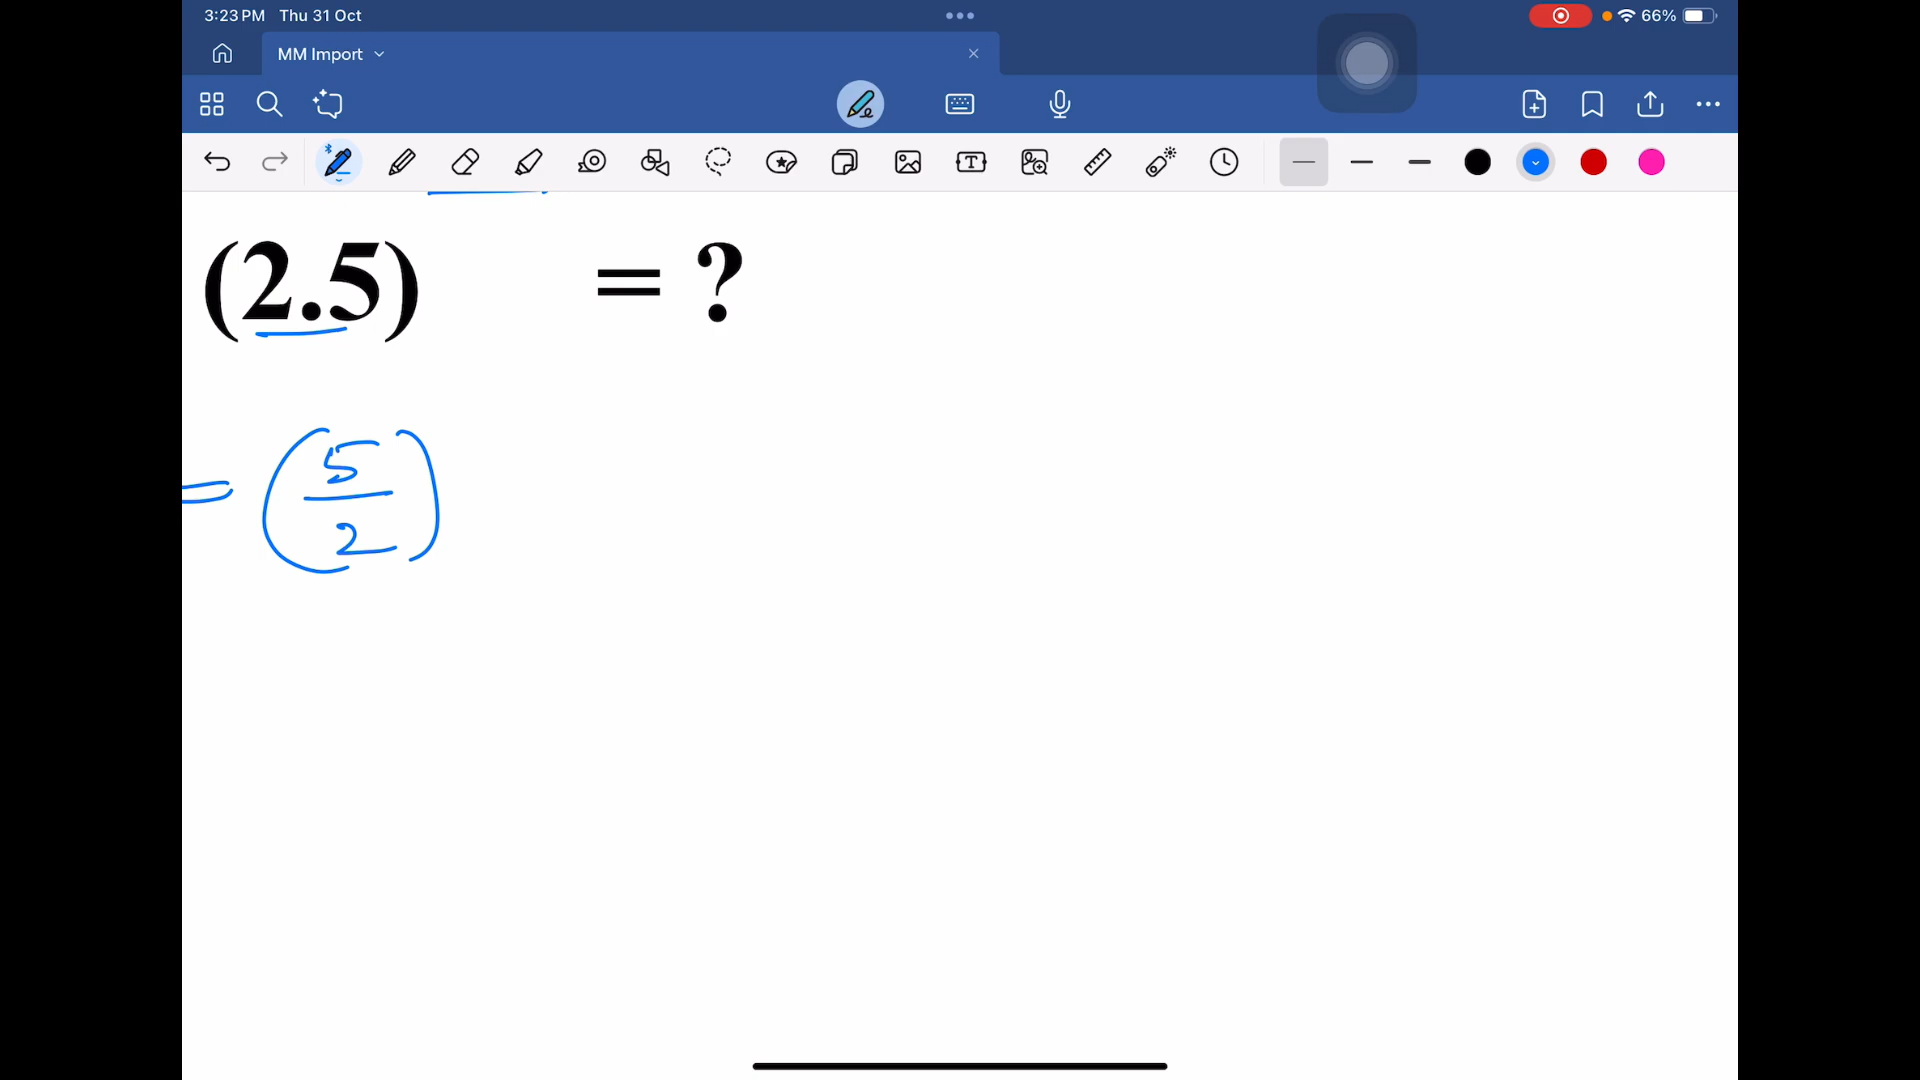 3:23 PM Thu 31 Oct
66%
MM Import
(2.5) = ?
= (5/2)